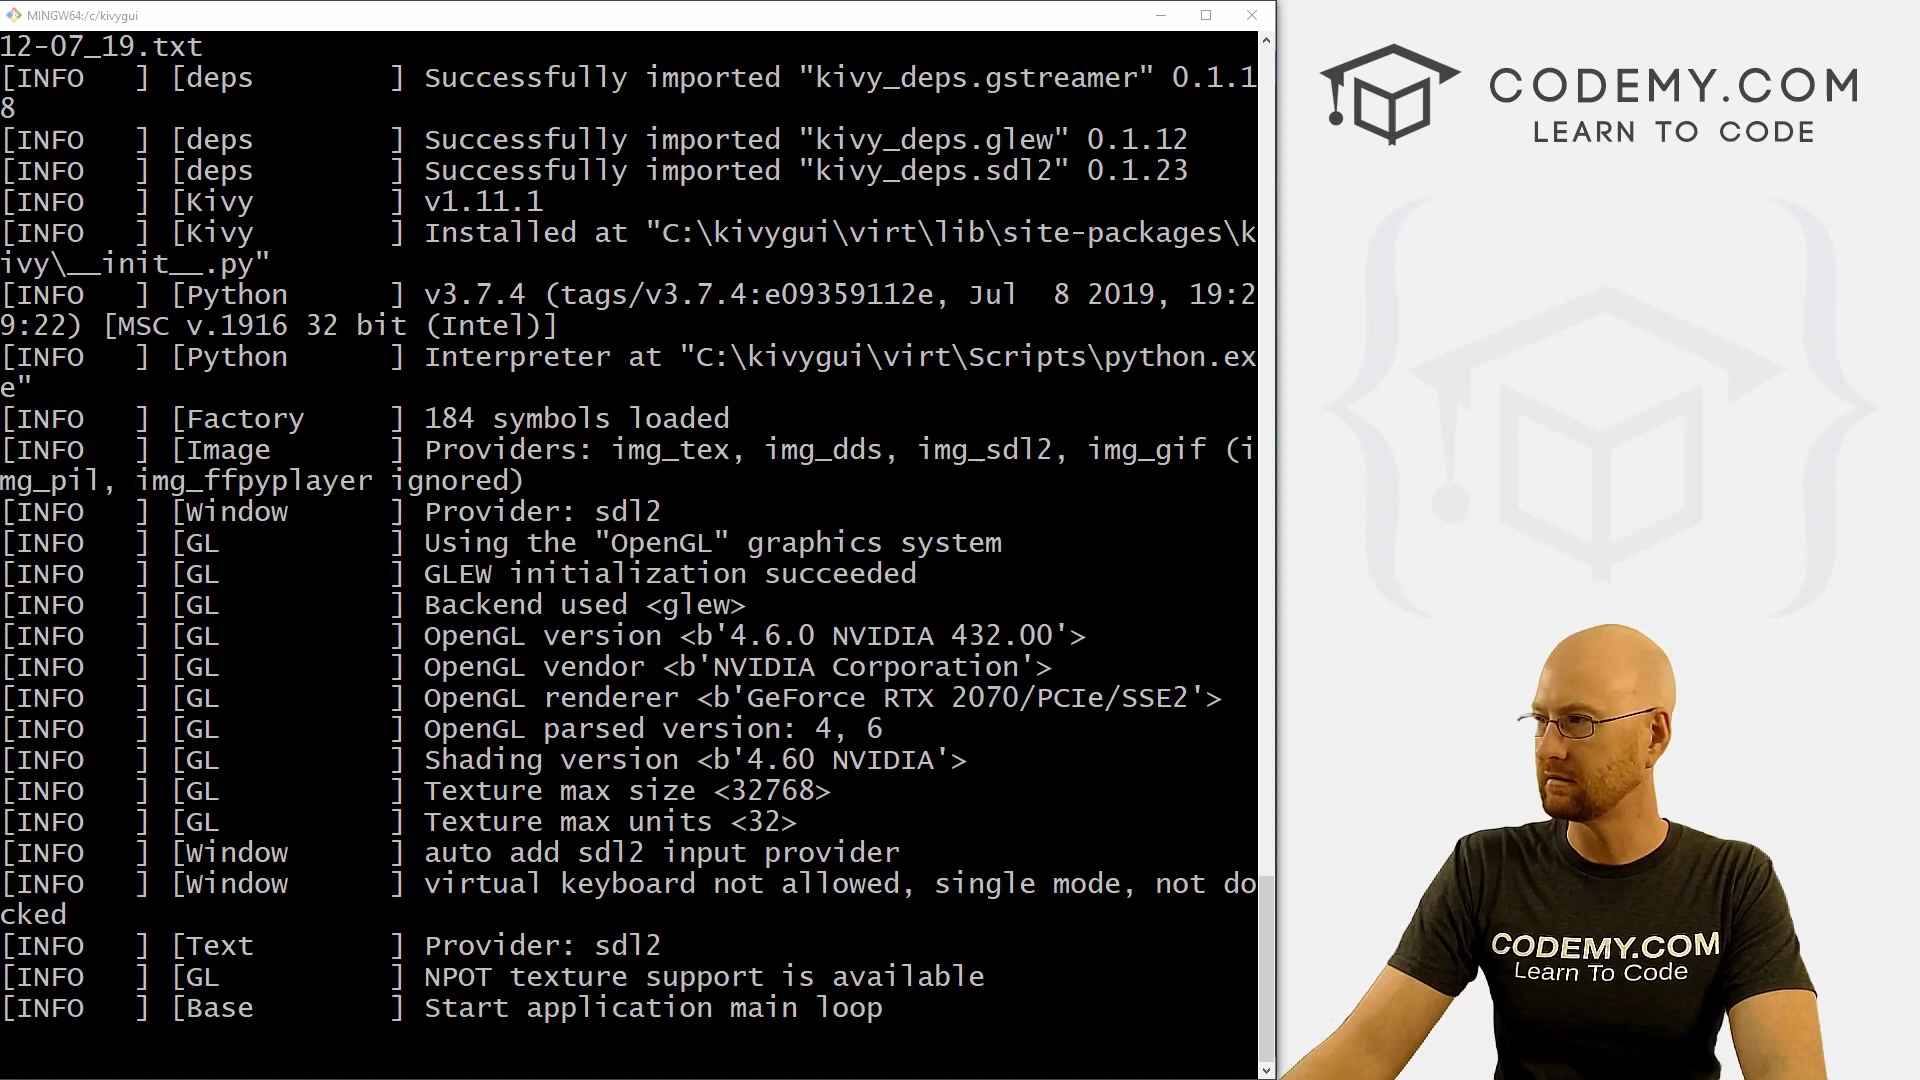 MINGW64:/c/kivygui
12-07_19.txt
[INFO   ] [deps        ] Successfully imported "kivy_deps.gstreamer" 0.1.1
8
[INFO   ] [deps        ] Successfully imported "kivy_deps.glew" 0.1.12
[INFO   ] [deps        ] Successfully imported "kivy_deps.sdl2" 0.1.23
[INFO   ] [Kivy        ] v1.11.1
[INFO   ] [Kivy        ] Installed at "C:\kivygui\virt\lib\site-packages\k
ivy\__init__.py"
[INFO   ] [Python      ] v3.7.4 (tags/v3.7.4:e09359112e, Jul  8 2019, 19:2
9:22) [MSC v.1916 32 bit (Intel)]
[INFO   ] [Python      ] Interpreter at "C:\kivygui\virt\Scripts\python.ex
e"
[INFO   ] [Factory     ] 184 symbols loaded
[INFO   ] [Image       ] Providers: img_tex, img_dds, img_sdl2, img_gif (i
mg_pil, img_ffpyplayer ignored)
[INFO   ] [Window      ] Provider: sdl2
[INFO   ] [GL          ] Using the "OpenGL" graphics system
[INFO   ] [GL          ] GLEW initialization succeeded
[INFO   ] [GL          ] Backend used <glew>
[INFO   ] [GL          ] OpenGL version <b'4.6.0 NVIDIA 432.00'>
[INFO   ] [GL          ] OpenGL vendor <b'NVIDIA Corporation'>
[INFO   ] [GL          ] OpenGL renderer <b'GeForce RTX 2070/PCIe/SSE2'>
[INFO   ] [GL          ] OpenGL parsed version: 4, 6
[INFO   ] [GL          ] Shading version <b'4.60 NVIDIA'>
[INFO   ] [GL          ] Texture max size <32768>
[INFO   ] [GL          ] Texture max units <32>
[INFO   ] [Window      ] auto add sdl2 input provider
[INFO   ] [Window      ] virtual keyboard not allowed, single mode, not do
cked
[INFO   ] [Text        ] Provider: sdl2
[INFO   ] [GL          ] NPOT texture support is available
[INFO   ] [Base        ] Start application main loop
CODEMY.COM
LEARN TO CODE
CODEMY.COM
Learn To Code